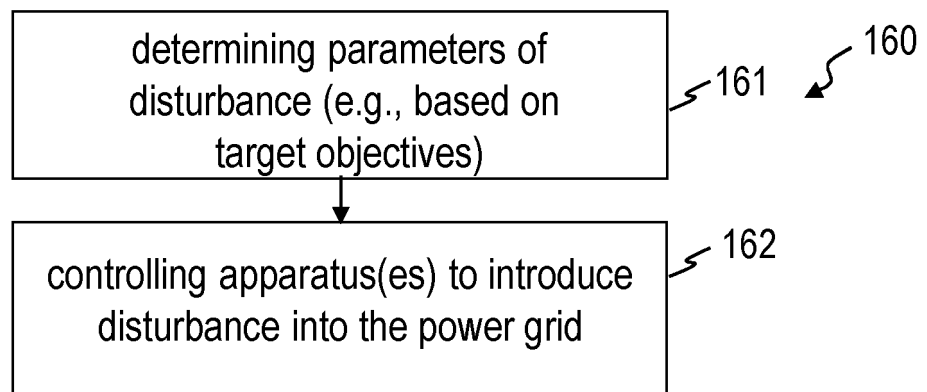 determining parameters of
disturbance (e.g., based on
target objectives)
161
160
controlling apparatus(es) to introduce
disturbance into the power grid
162